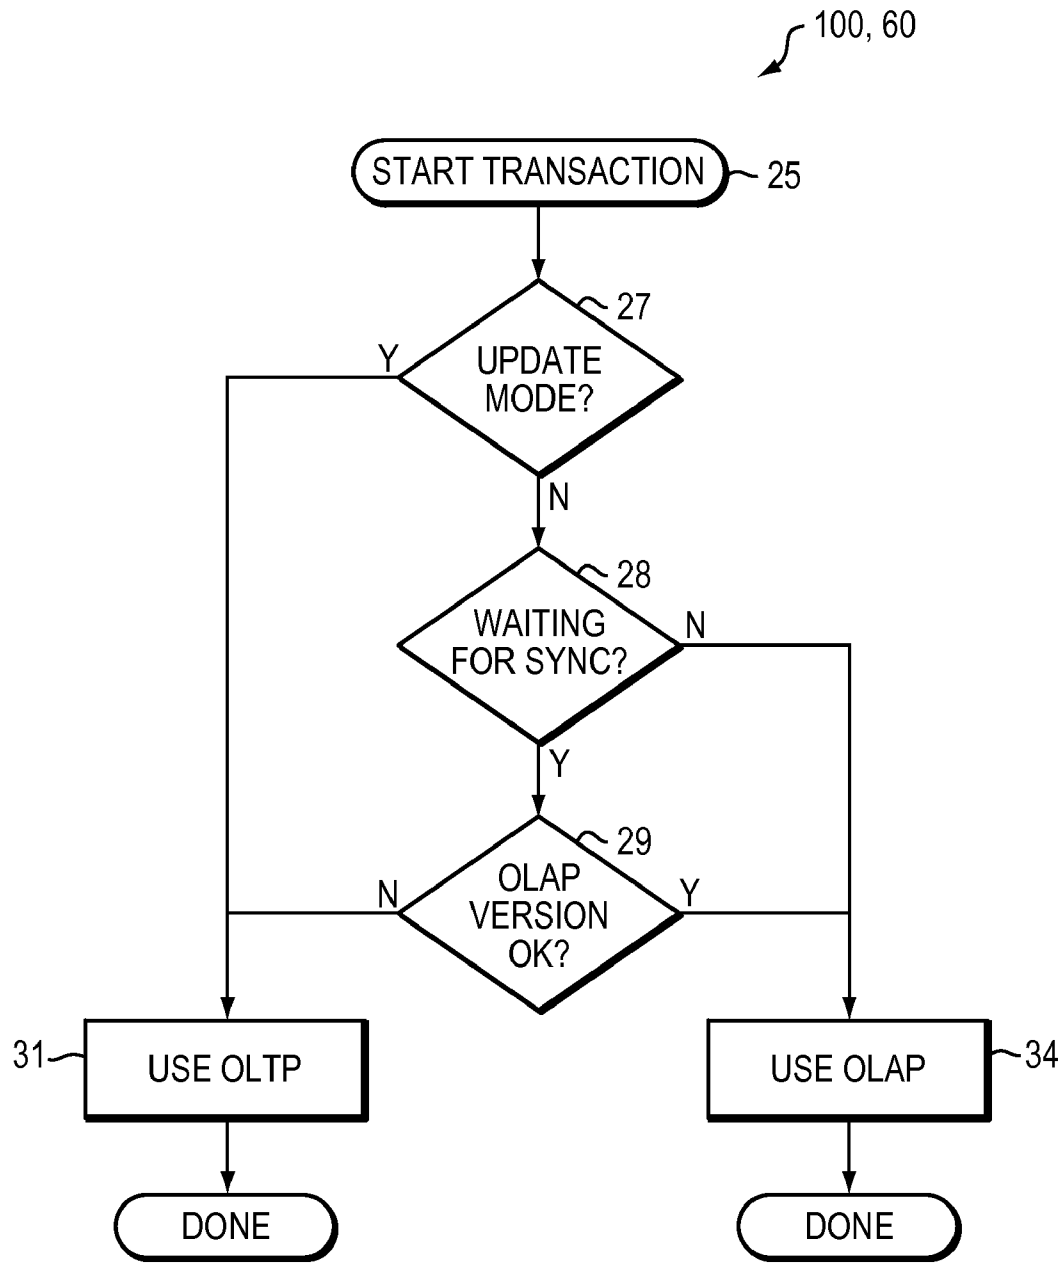 100, 60
START TRANSACTION
25
27
Y
UPDATE
MODE?
N
28
WAITING
FOR SYNC?
N
Y
29
N
OLAP
VERSION
OK?
Y
31
USE OLTP
USE OLAP
34
DONE
DONE